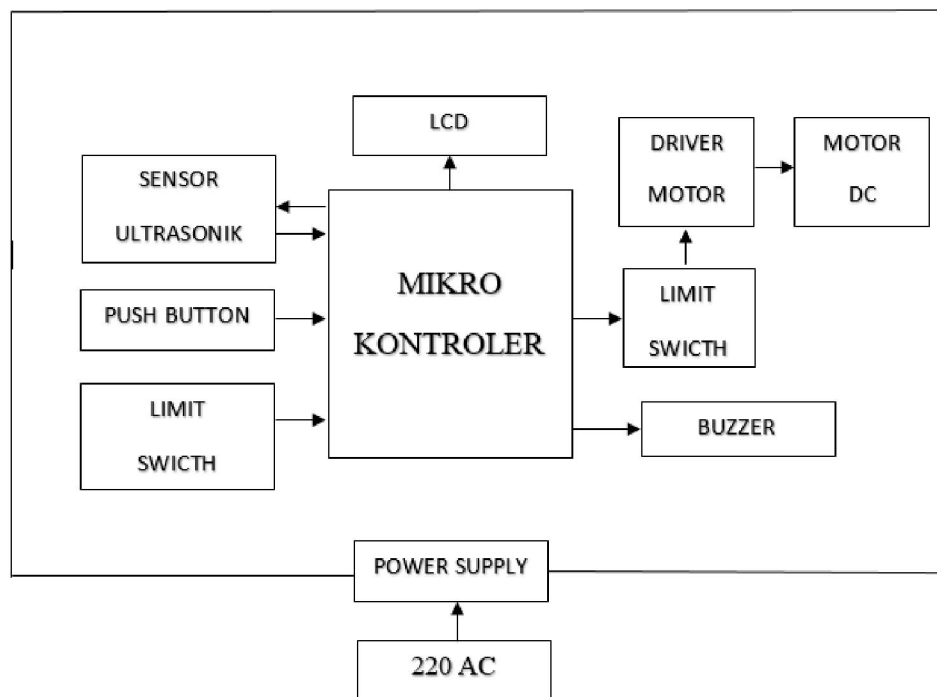 LCD
DRIVER
MOTOR
MOTOR
DC
SENSOR
ULTRASONIK
MIKRO
KONTROLER
PUSH BUTTON
LIMIT
SWICTH
LIMIT
SWICTH
BUZZER
POWER SUPPLY
220 AC